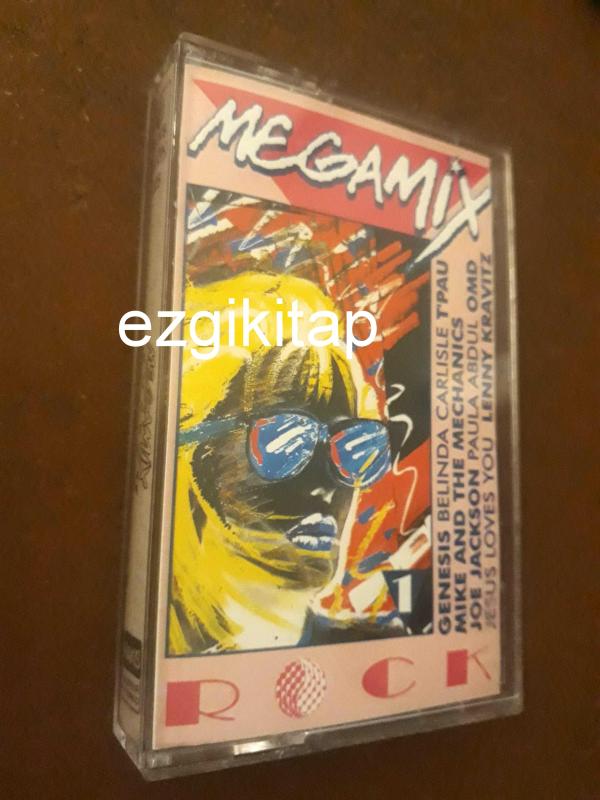 MEGAMIX
ezgikitap
GENESIS BELINDA CARLISLE T'PAU
MIKE AND THE MECHANICS
JOE JACKSON PAULA ABDUL OMD
JESUS LOVES YOU LENNY KRAVITZ
1
ROCK